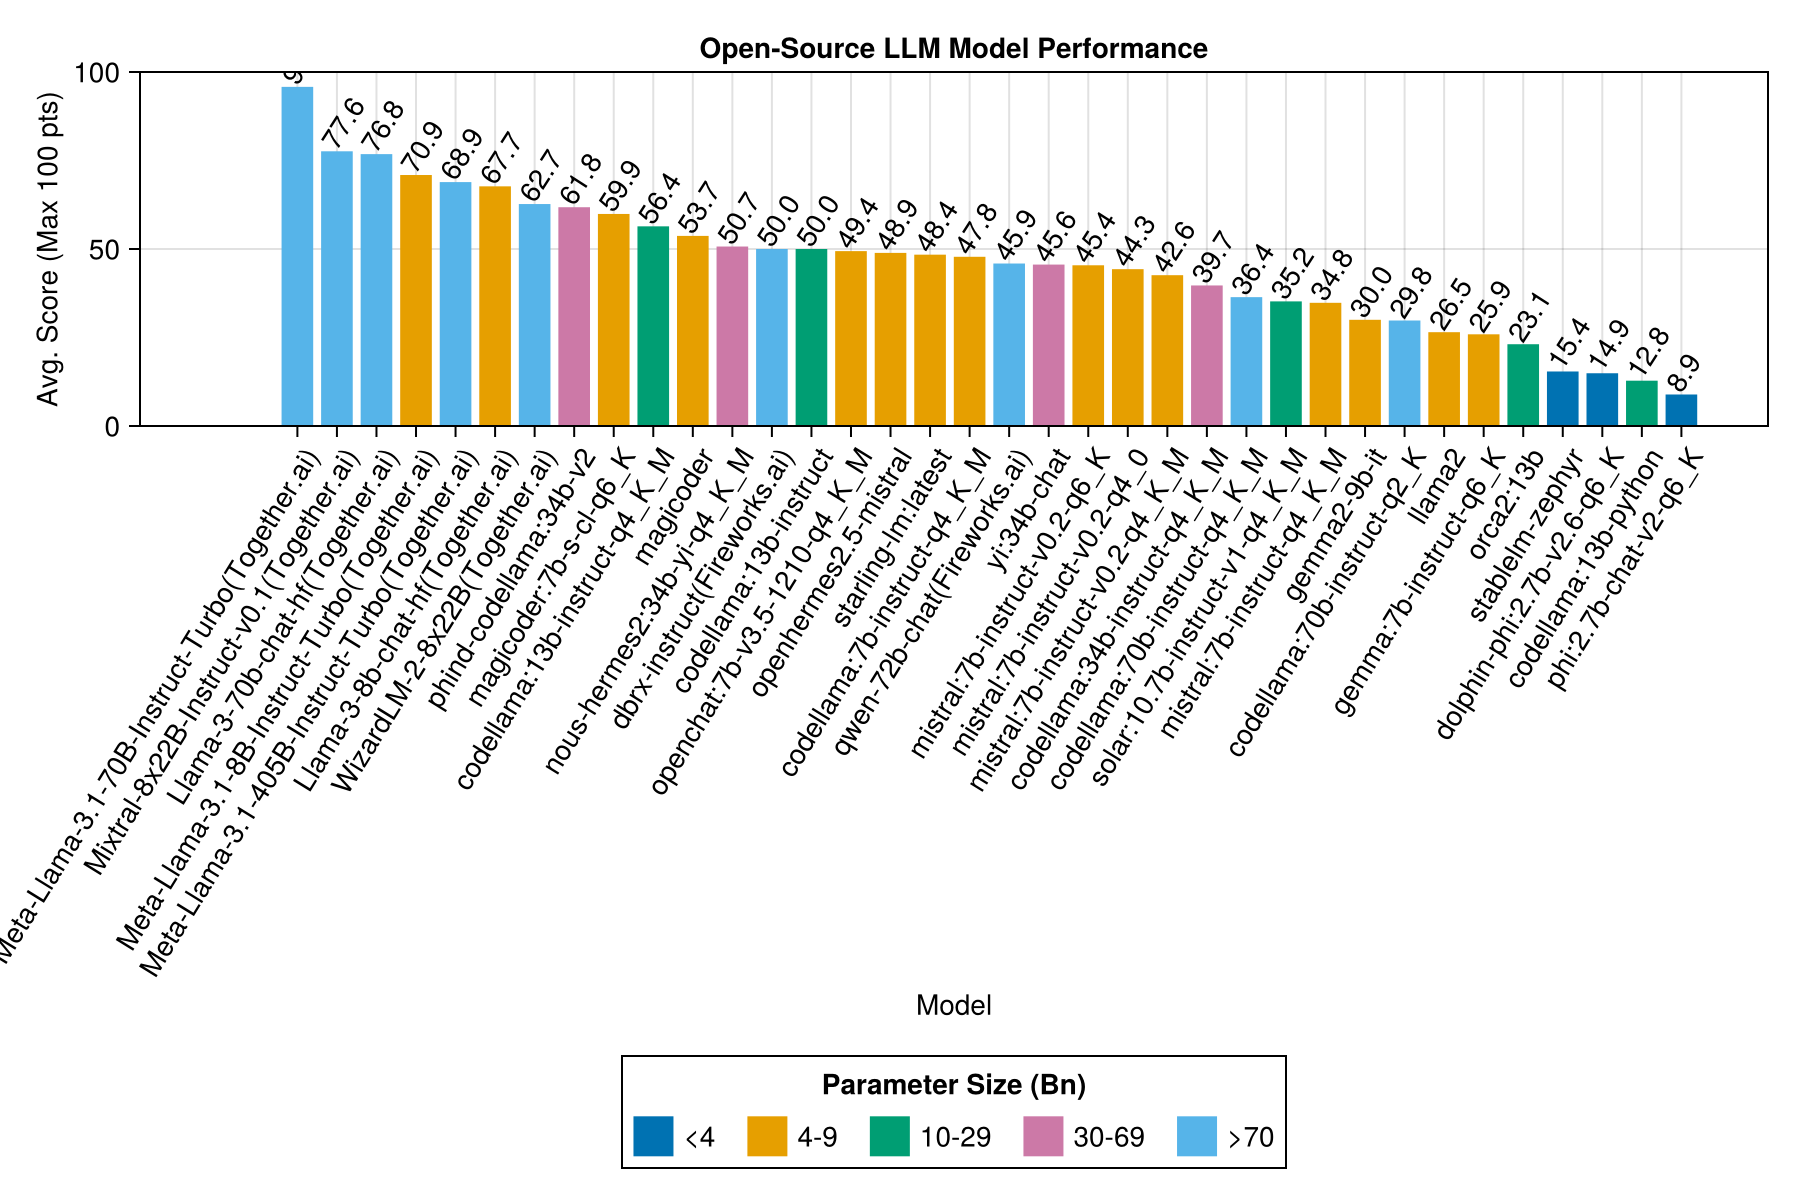 Open-Source LLM Model Performance
Avg. Score (Max 100 pts)
100
50
0
77.6
76.8
70.9
68.9
67.7
62.7
61.8
59.9
56.4
53.7
50.7
50.0
50.0
49.4
48.9
48.4
47.8
45.9
45.6
45.4
44.3
42.6
39.7
36.4
35.2
34.8
30.0
29.8
26.5
25.9
23.1
15.4
14.9
12.8
8.9
Meta-Llama-3.1-70B-Instruct-Turbo(Together.ai)
Mixtral-8x22B-Instruct-v0.1(Together.ai)
Llama-3-70b-chat-hf(Together.ai)
Meta-Llama-3.1-8B-Instruct-Turbo(Together.ai)
Meta-Llama-3.1-405B-Instruct-Turbo(Together.ai)
Llama-3-8b-chat-hf(Together.ai)
WizardLM-2-8x22B(Together.ai)
phind-codellama:34b-v2
magicoder:7b-s-cl-q6_K
codellama:13b-instruct-q4_K_M
magicoder
nous-hermes2:34b-yi-q4_K_M
dbrx-instruct(Fireworks.ai)
codellama:13b-instruct
openchat:7b-v3.5-1210-q4_K_M
openhermes2.5-mistral
starling-lm:latest
codellama:7b-instruct-q4_K_M
qwen-72b-chat(Fireworks.ai)
yi:34b-chat
mistral:7b-instruct-v0.2-q6_K
mistral:7b-instruct-v0.2-q4_0
mistral:7b-instruct-v0.2-q4_K_M
codellama:34b-instruct-q4_K_M
codellama:70b-instruct-q4_K_M
solar:10.7b-instruct-v1-q4_K_M
mistral:7b-instruct-q4_K_M
gemma2-9b-it
codellama:70b-instruct-q2_K
llama2
gemma:7b-instruct-q6_K
orca2:13b
stablelm-zephyr
dolphin-phi:2.7b-v2.6-q6_K
codellama:13b-python
phi:2.7b-chat-v2-q6_K
Model
Parameter Size (Bn)
<4
4-9
10-29
30-69
>70